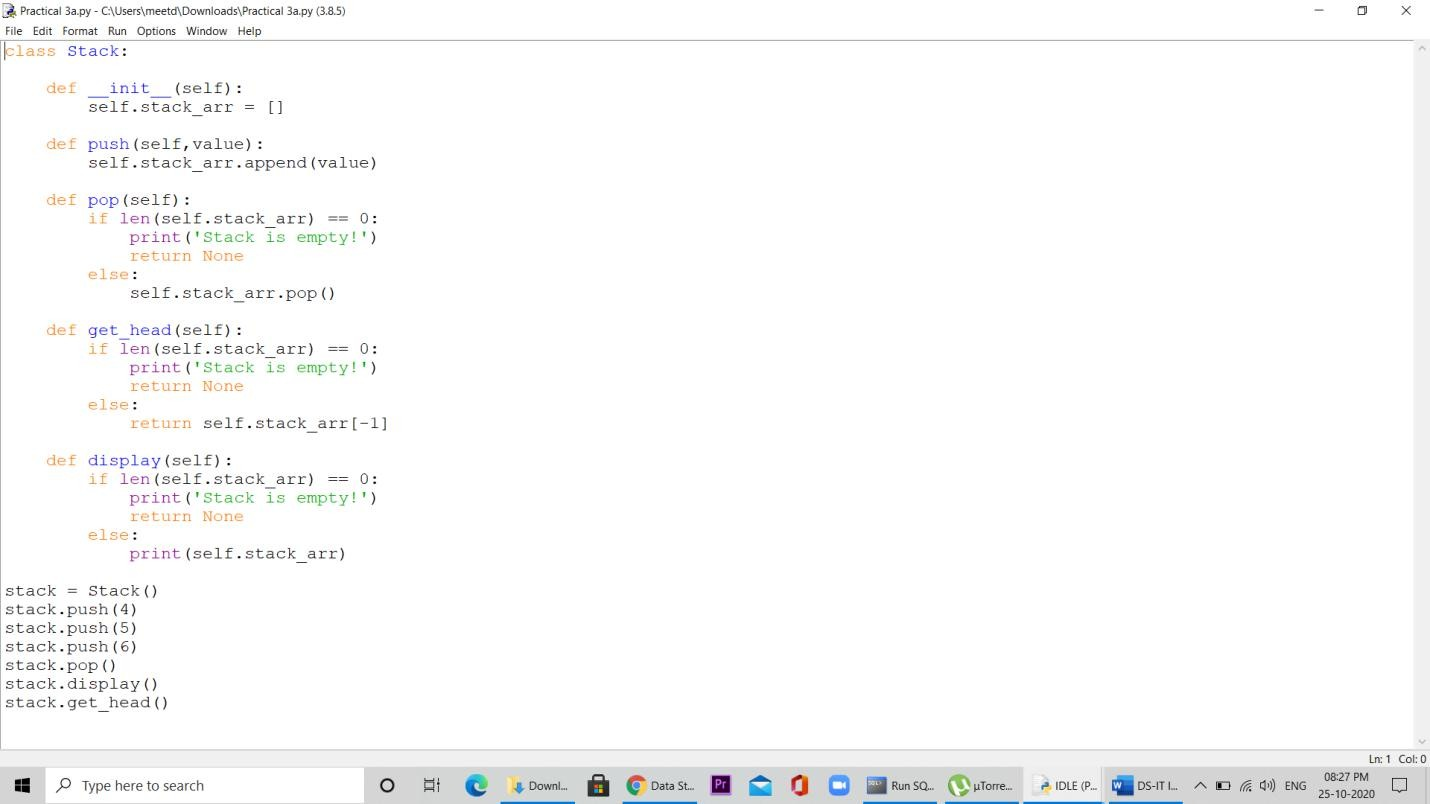 Practical 3a.py - C:\Users\meetd\Downloads\Practical 3a.py (3.8.5)
File Edit Format Run Options Window Help
class Stack:

    def __init__(self):
        self.stack_arr = []

    def push(self,value):
        self.stack_arr.append(value)

    def pop(self):
        if len(self.stack_arr) == 0:
            print('Stack is empty!')
            return None
        else:
            self.stack_arr.pop()

    def get_head(self):
        if len(self.stack_arr) == 0:
            print('Stack is empty!')
            return None
        else:
            return self.stack_arr[-1]

    def display(self):
        if len(self.stack_arr) == 0:
            print('Stack is empty!')
            return None
        else:
            print(self.stack_arr)

stack = Stack()
stack.push(4)
stack.push(5)
stack.push(6)
stack.pop()
stack.display()
stack.get_head()
Ln: 1 Col: 0
Type here to search Downl... Data St... Pr Run SQ... µTorre... IDLE (P... DS-IT I... ENG
08:27 PM
25-10-2020